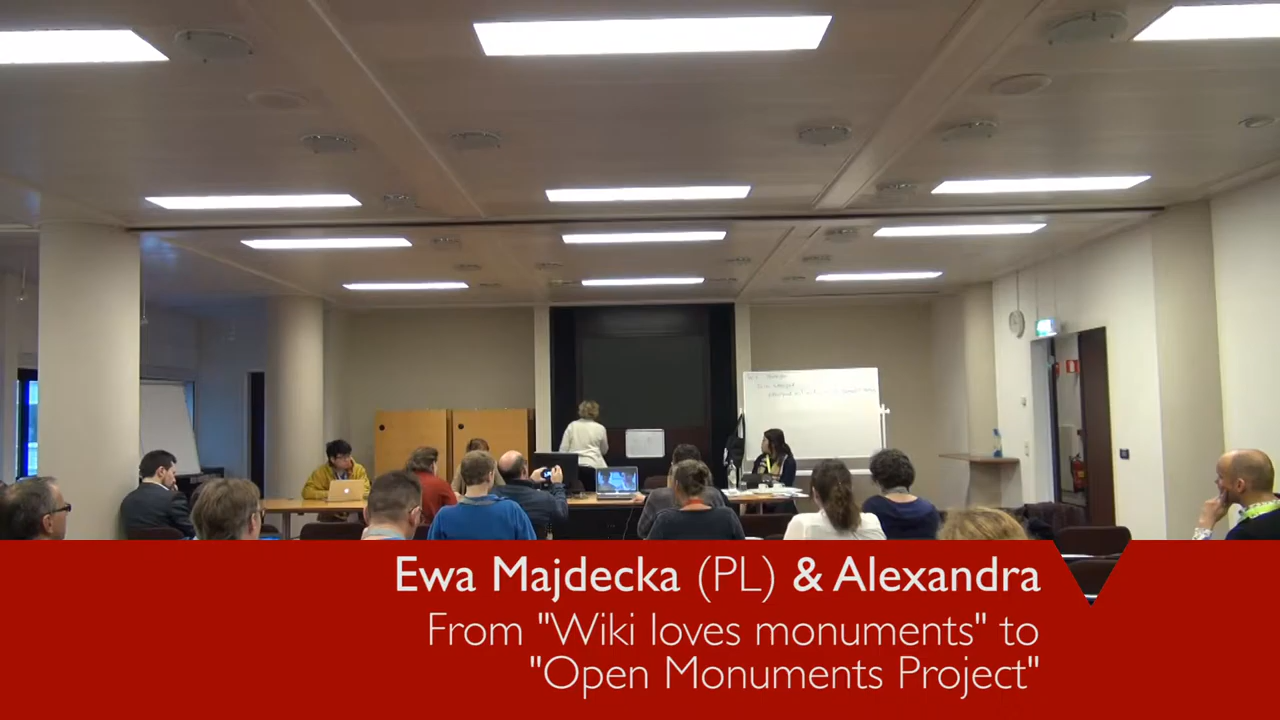 Ewa Majdecka (PL) & Alexandra
From "Wiki loves monuments" to
"Open Monuments Project"